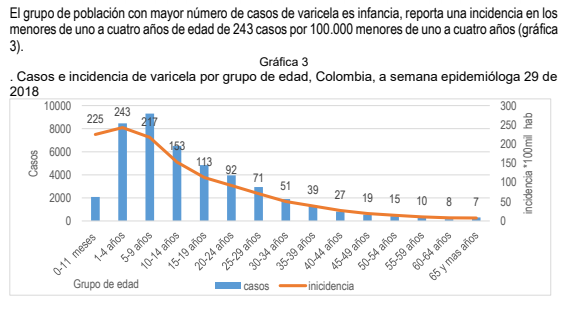 El grupo de población con mayor número de casos de varicela es infancia, reporta una incidencia en los
menores de uno a cuatro años de edad de 243 casos por 100.000 menores de uno a cuatro años (gráfica
3).
Gráfica 3
. Casos e incidencia de varicela por grupo de edad, Colombia, a semana epidemióloga 29 de
2018
10000
8000
6000
4000
2000
0
Casos
225
243
217
153
113
92
71
51
39
27
19
15
10
8
7
300
250
200
150
100
50
0
incidencia *100mil hab
0-11 meses
1-4 años
5-9 años
10-14 años
15-19 años
20-24 años
25-29 años
30-34 años
35-39 años
40-44 años
45-49 años
50-54 años
55-59 años
60-64 años
65 y mas años
Grupo de edad
casos
inicidencia